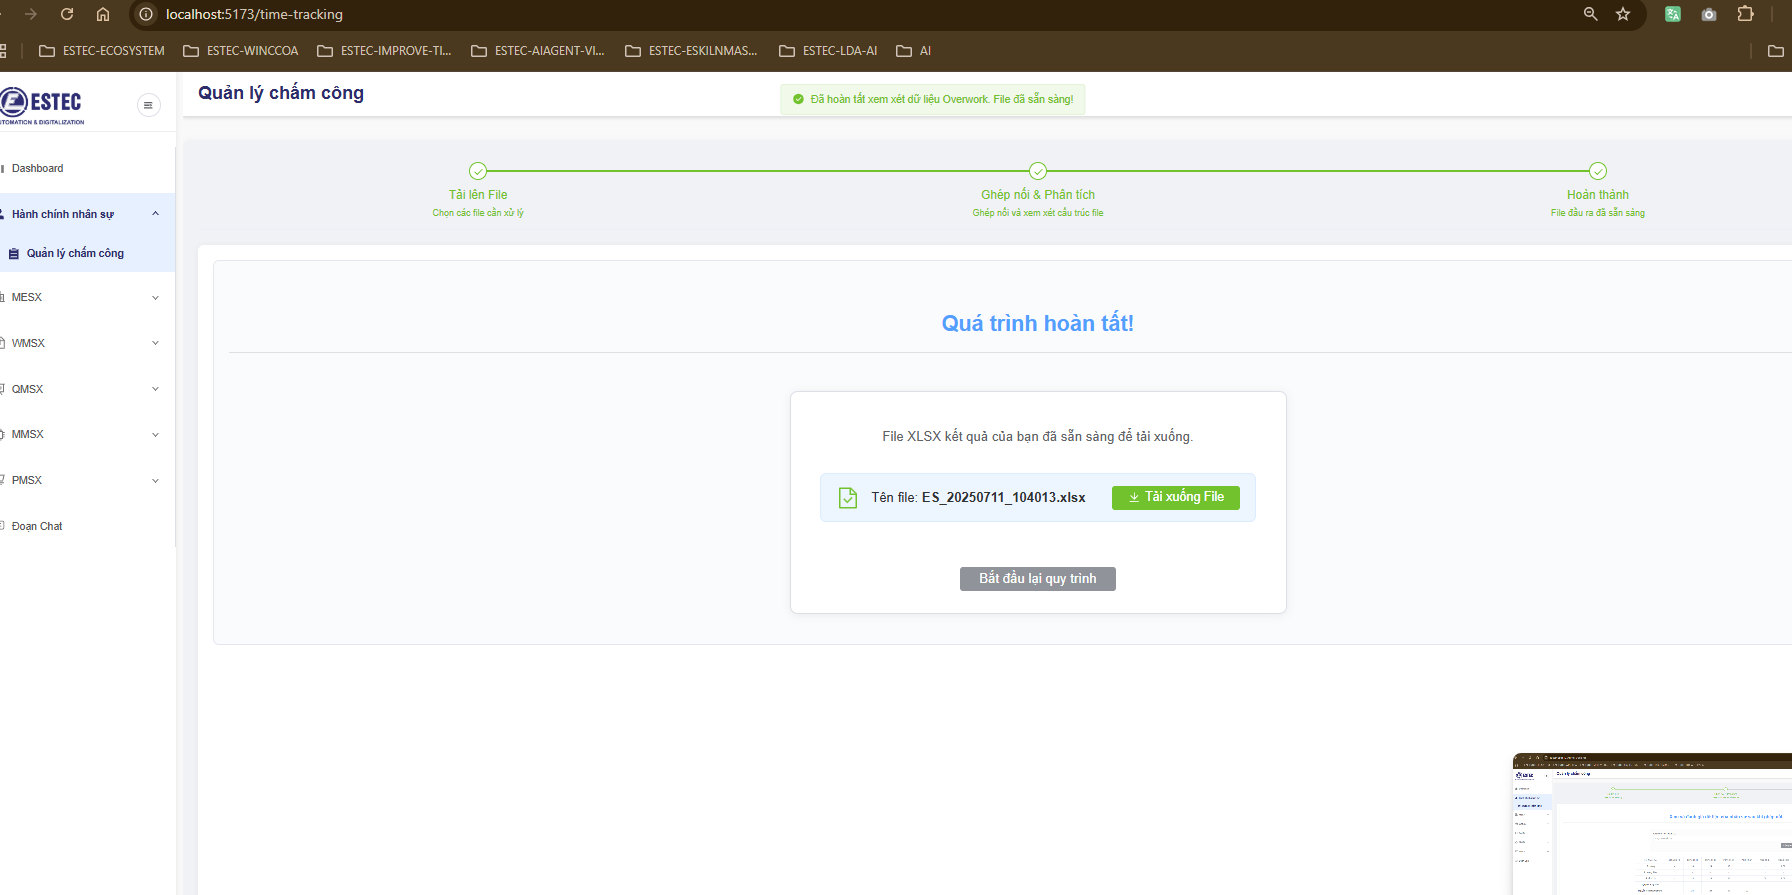 localhost:5173/time-tracking
ESTEC-ECOSYSTEM
ESTEC-WINCCOA
ESTEC-IMPROVE-TI...
ESTEC-AIAGENT-VI...
ESTEC-ESKILNMAS...
ESTEC-LDA-AI
AI
ESTEC
AUTOMATION & DIGITALIZATION
Quản lý chấm công
Đã hoàn tất xem xét dữ liệu Overwork. File đã sẵn sàng!
Dashboard
Hành chính nhân sự
Quản lý chấm công
MESX
WMSX
QMSX
MMSX
PMSX
Đoạn Chat
Tải lên File
Chọn các file cần xử lý
Ghép nối & Phân tích
Ghép nối và xem xét cấu trúc file
Hoàn thành
File đầu ra đã sẵn sàng
Quá trình hoàn tất!
File XLSX kết quả của bạn đã sẵn sàng để tải xuống.
Tên file: ES_20250711_104013.xlsx
Tải xuống File
Bắt đầu lại quy trình